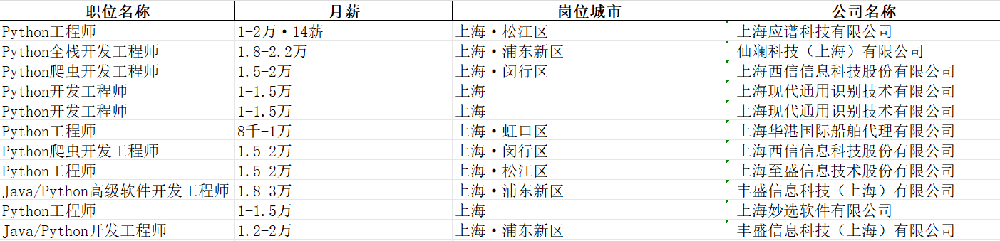 职位名称 月薪 岗位城市 公司名称
Python工程师 1-2万·14薪 上海·松江区 上海应谱科技有限公司
Python全栈开发工程师 1.8-2.2万 上海·浦东新区 仙斓科技（上海）有限公司
Python爬虫开发工程师 1.5-2万 上海·闵行区 上海西信信息科技股份有限公司
Python开发工程师 1-1.5万 上海 上海现代通用识别技术有限公司
Python开发工程师 1-1.5万 上海 上海现代通用识别技术有限公司
Python工程师 8千-1万 上海·虹口区 上海华港国际船舶代理有限公司
Python爬虫开发工程师 1.5-2万 上海·闵行区 上海西信信息科技股份有限公司
Python工程师 1.5-2万 上海·松江区 上海至盛信息技术股份有限公司
Java/Python高级软件开发工程师 1.8-3万 上海·浦东新区 丰盛信息科技（上海）有限公司
Python工程师 1-1.5万 上海 上海妙选软件有限公司
Java/Python开发工程师 1.2-2万 上海·浦东新区 丰盛信息科技（上海）有限公司